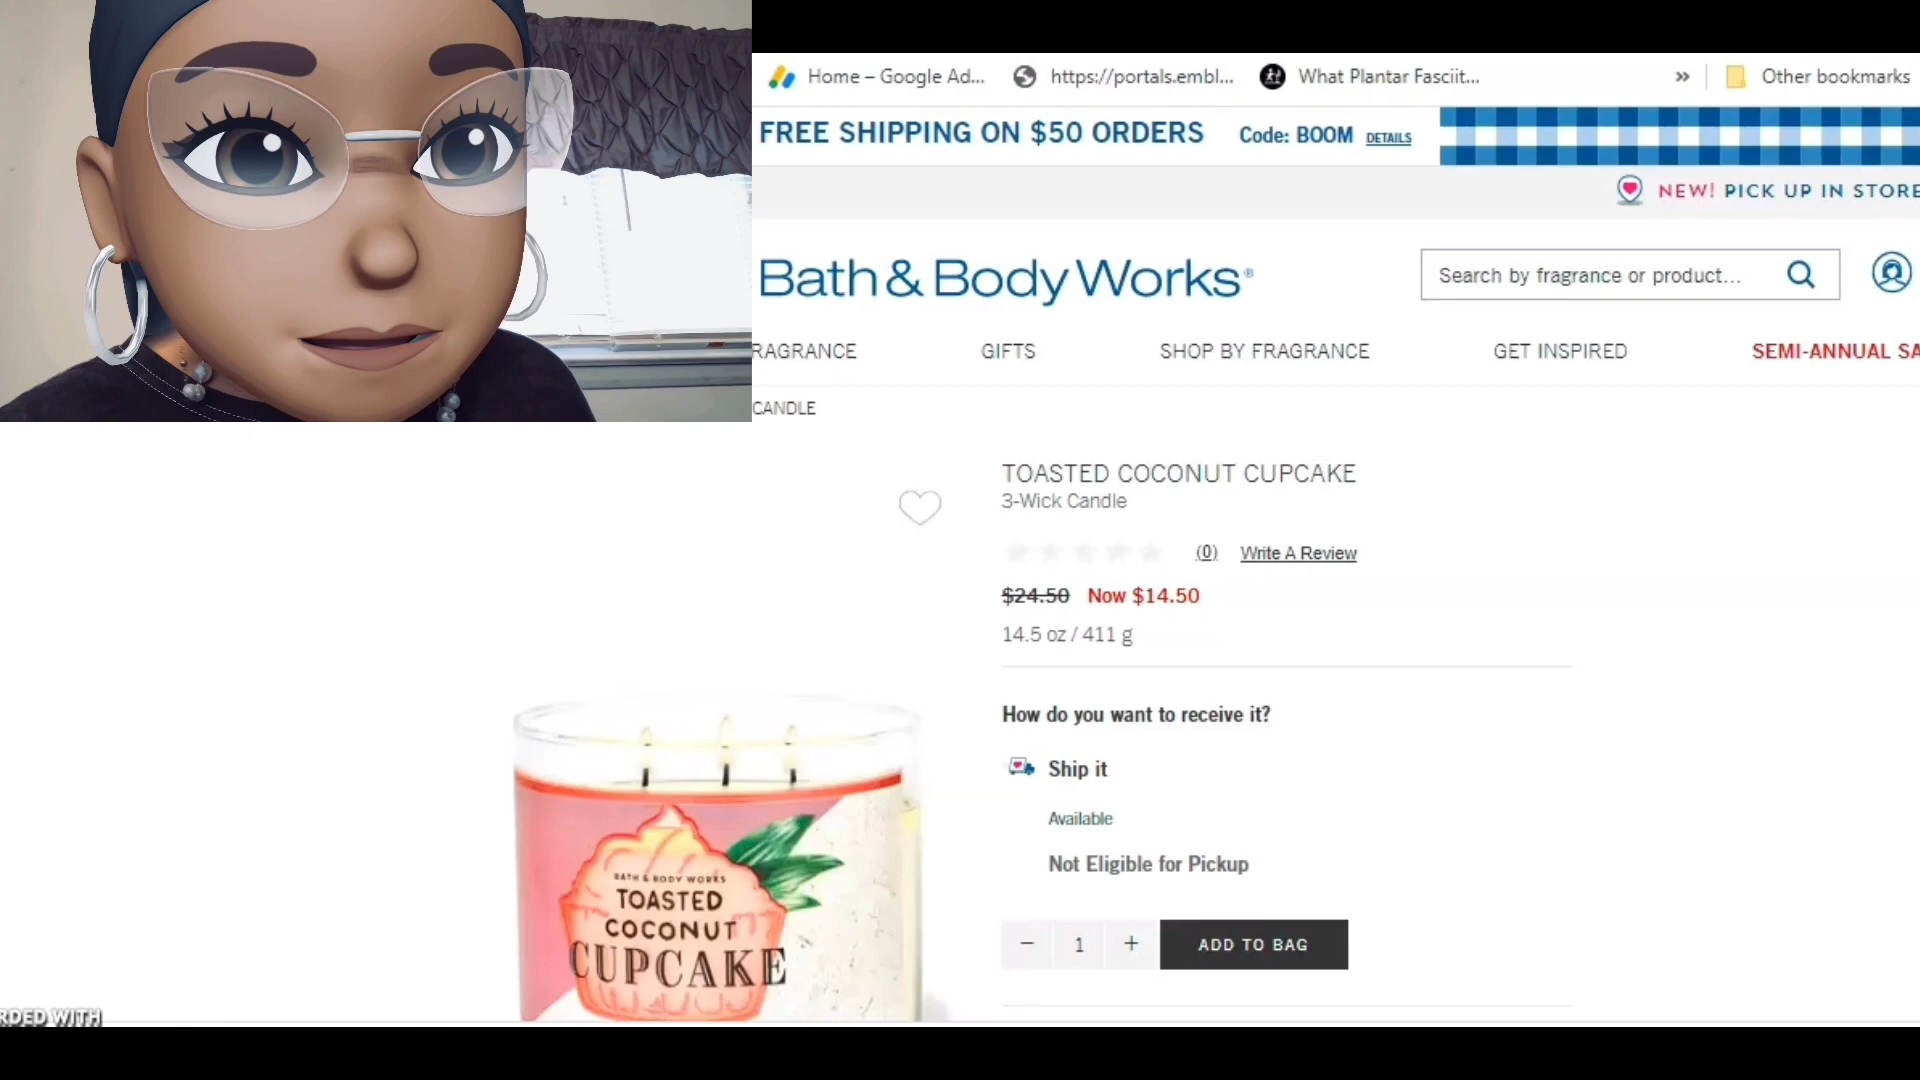 Home – Google Ad...
https://portals.embl...
What Plantar Fasciit...
»
Other bookmarks
FREE SHIPPING ON $50 ORDERS Code: BOOM DETAILS
NEW! PICK UP IN STORE
Bath & Body Works®
Search by fragrance or product...
RAGRANCE
GIFTS
SHOP BY FRAGRANCE
GET INSPIRED
SEMI-ANNUAL SA
CANDLE
TOASTED COCONUT CUPCAKE
3-Wick Candle
(0) Write A Review
$24.50 Now $14.50
14.5 oz / 411 g
How do you want to receive it?
Ship it
Available
Not Eligible for Pickup
− 1 + ADD TO BAG
BATH & BODY WORKS
TOASTED
COCONUT
CUPCAKE
RDED WITH